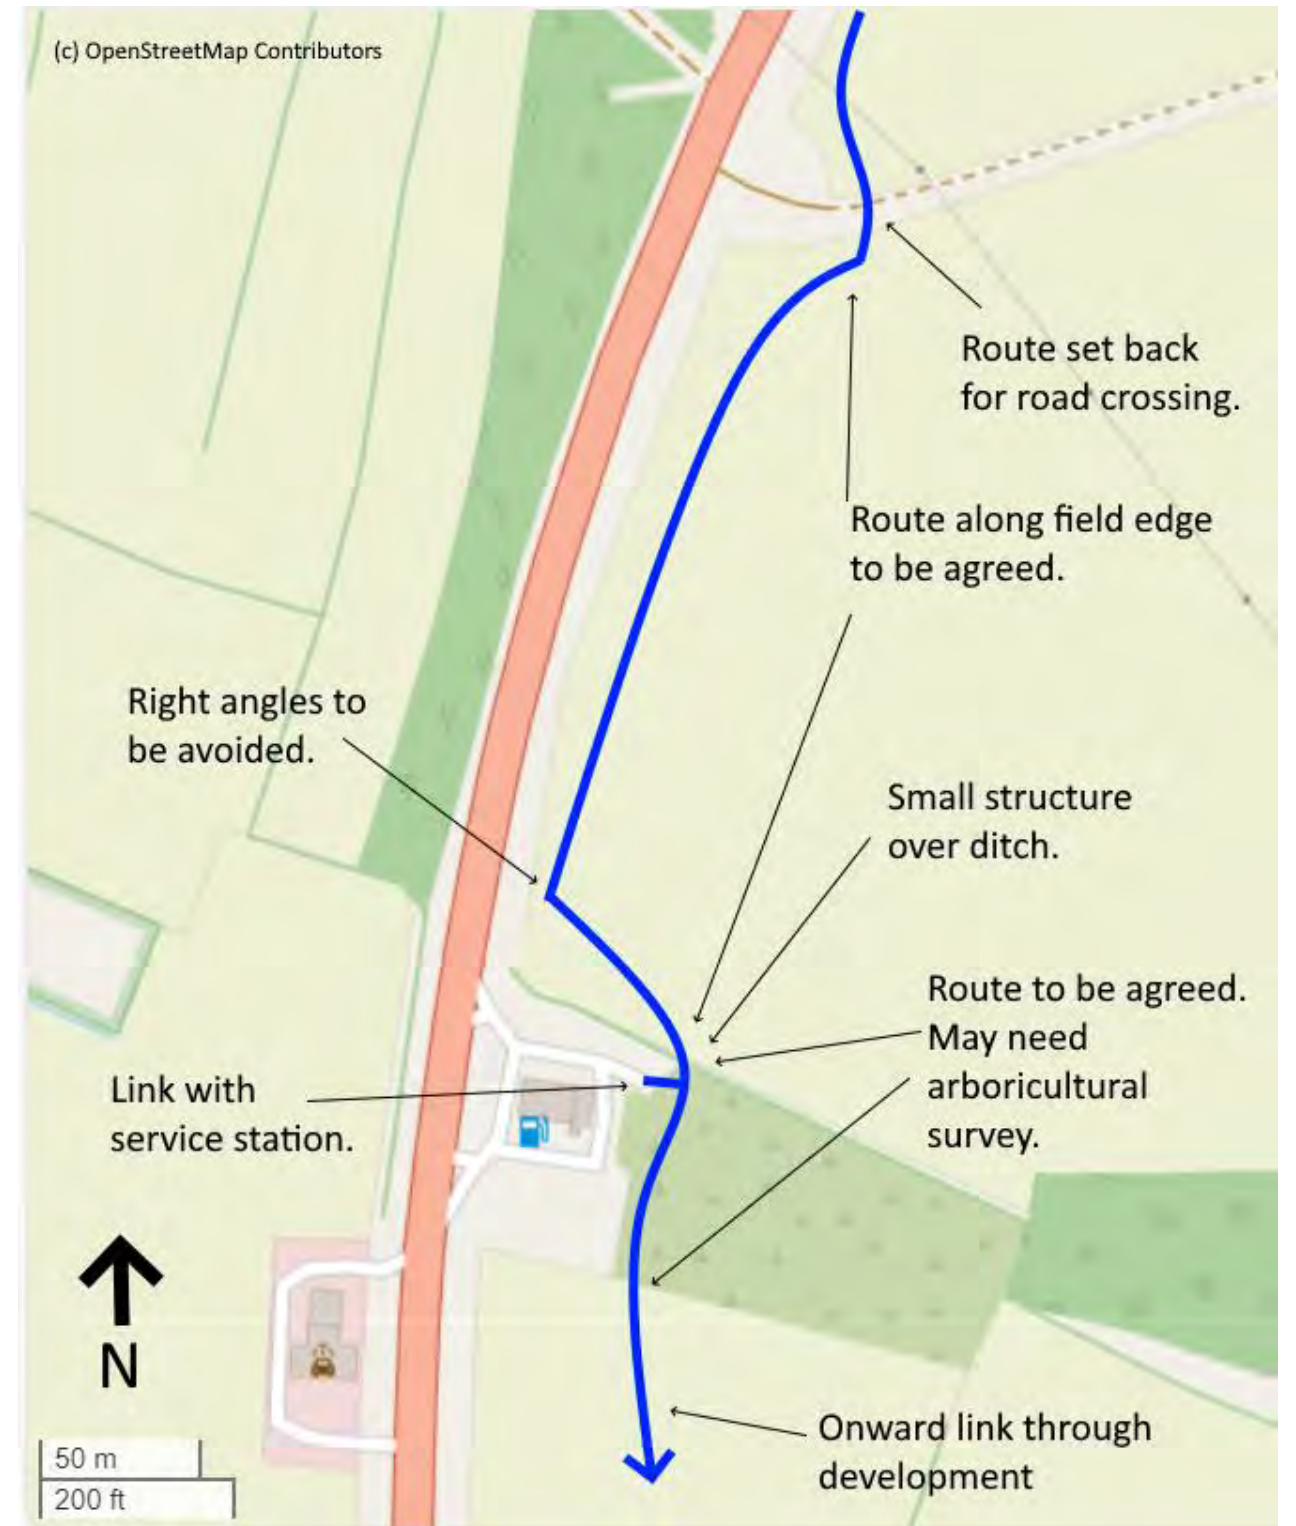 (c) OpenStreetMap Contributors
Route set back
for road crossing.
Route along field edge
to be agreed.
Right angles to
be avoided.
Small structure
over ditch.
Route to be agreed.
May need
arboricultural
survey.
Link with
service station.
N
Onward link through
development
50 m
200 ft